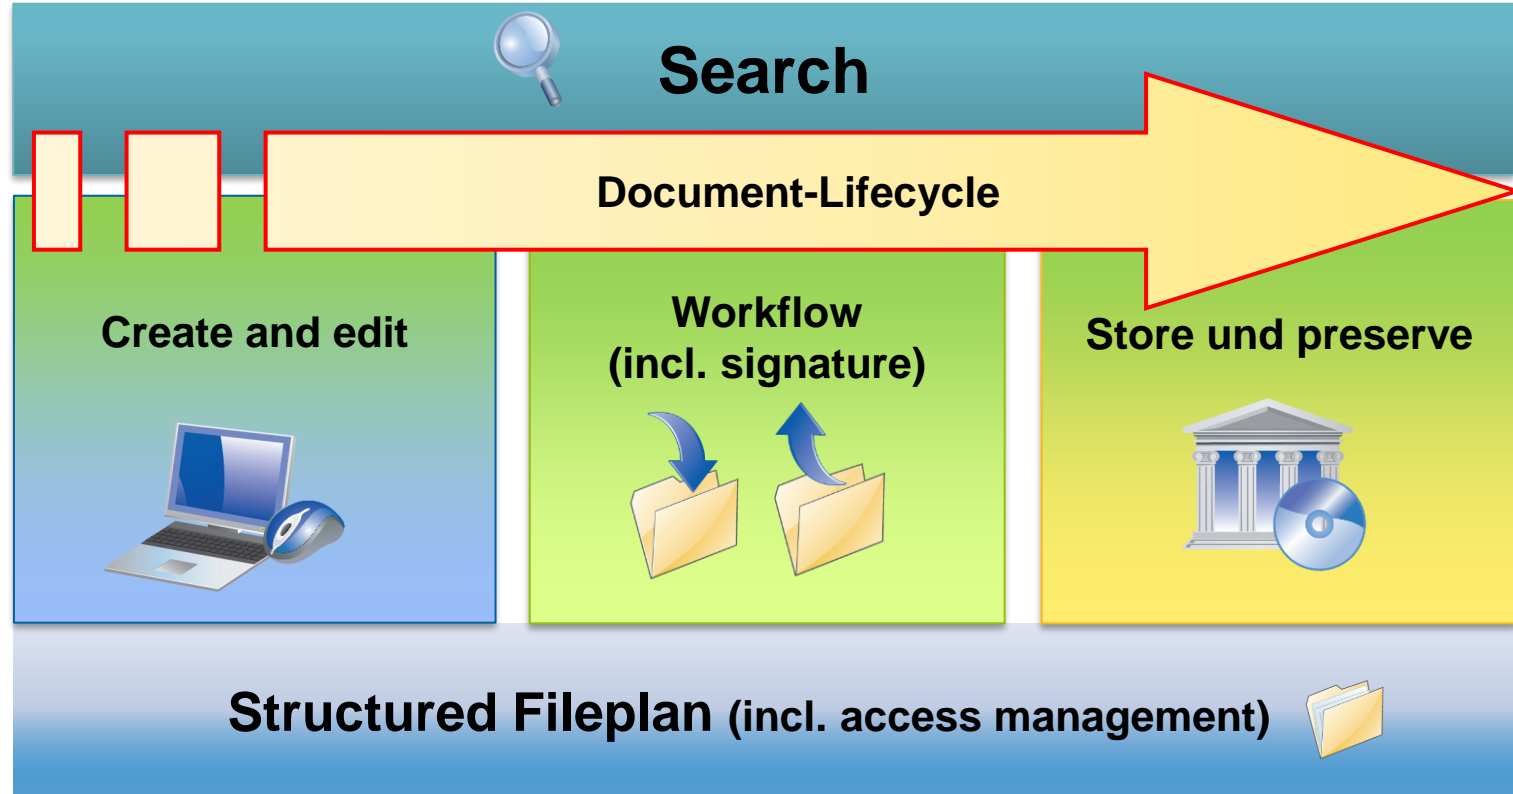 Search
Document-Lifecycle
Create and edit
Workflow
(incl. signature)
Store und preserve
Structured Fileplan (incl. access management)